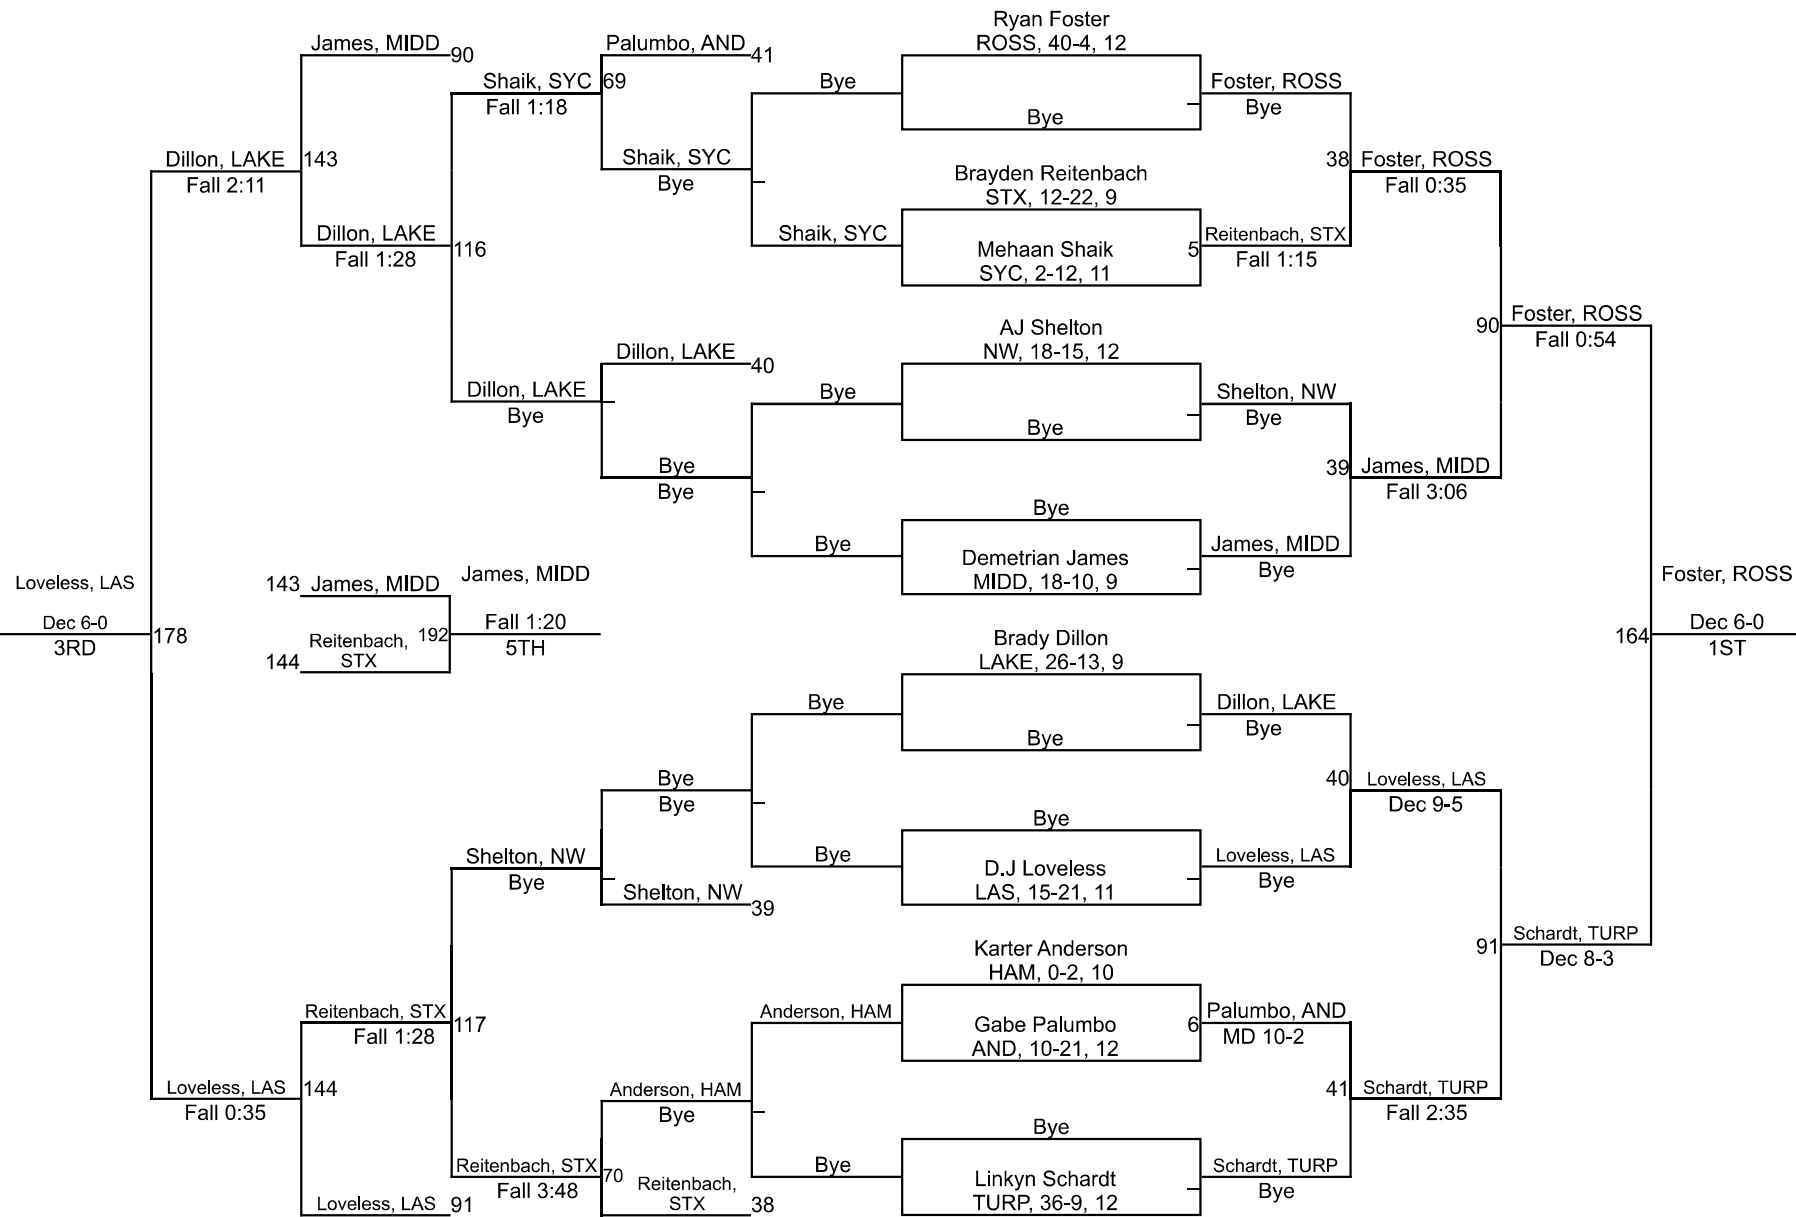 Ryan Foster
ROSS, 40-4, 12
James, MIDD
90
Palumbo, AND
41
Shaik, SYC
69
Fall 1:18
Bye
Foster, ROSS
Bye
Bye
Dillon, LAKE
143
Fall 2:11
Shaik, SYC
Bye
Brayden Reitenbach
STX, 12-22, 9
38
Foster, ROSS
Fall 0:35
Dillon, LAKE
116
Fall 1:28
Shaik, SYC
Mehaan Shaik
SYC, 2-12, 11
5
Reitenbach, STX
Fall 1:15
AJ Shelton
NW, 18-15, 12
90
Foster, ROSS
Fall 0:54
Dillon, LAKE
40
Dillon, LAKE
Bye
Bye
Bye
Shelton, NW
Bye
Bye
Bye
39
James, MIDD
Fall 3:06
Bye
Bye
Demetrian James
MIDD, 18-10, 9
James, MIDD
Bye
Loveless, LAS
Dec 6-0
3RD
178
143
James, MIDD
Reitenbach,
STX
144
192
James, MIDD
Fall 1:20
5TH
Foster, ROSS
164
Dec 6-0
1ST
Brady Dillon
LAKE, 26-13, 9
Bye
Bye
Dillon, LAKE
Bye
Bye
Bye
40
Loveless, LAS
Dec 9-5
Bye
Shelton, NW
Bye
Bye
D.J Loveless
LAS, 15-21, 11
Loveless, LAS
Bye
Shelton, NW
39
Karter Anderson
HAM, 0-2, 10
91
Schardt, TURP
Dec 8-3
Reitenbach, STX
117
Fall 1:28
Anderson, HAM
Gabe Palumbo
AND, 10-21, 12
6
Palumbo, AND
MD 10-2
Loveless, LAS
144
Fall 0:35
Anderson, HAM
Bye
41
Schardt, TURP
Fall 2:35
Bye
Reitenbach, STX
70
Fall 3:48
Bye
Linkyn Schardt
TURP, 36-9, 12
Schardt, TURP
Bye
Loveless, LAS
91
Reitenbach,
STX
38